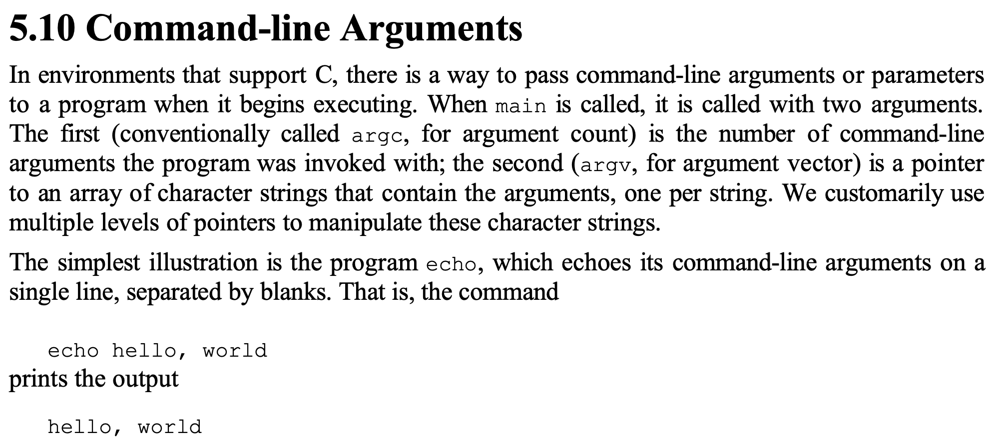 5.10 Command-line Arguments
In environments that support C, there is a way to pass command-line arguments or parameters
to a program when it begins executing. When main is called, it is called with two arguments.
The first (conventionally called argc, for argument count) is the number of command-line
arguments the program was invoked with; the second (argv, for argument vector) is a pointer
to an array of character strings that contain the arguments, one per string. We customarily use
multiple levels of pointers to manipulate these character strings.
The simplest illustration is the program echo, which echoes its command-line arguments on a
single line, separated by blanks. That is, the command
echo hello, world
prints the output
hello, world